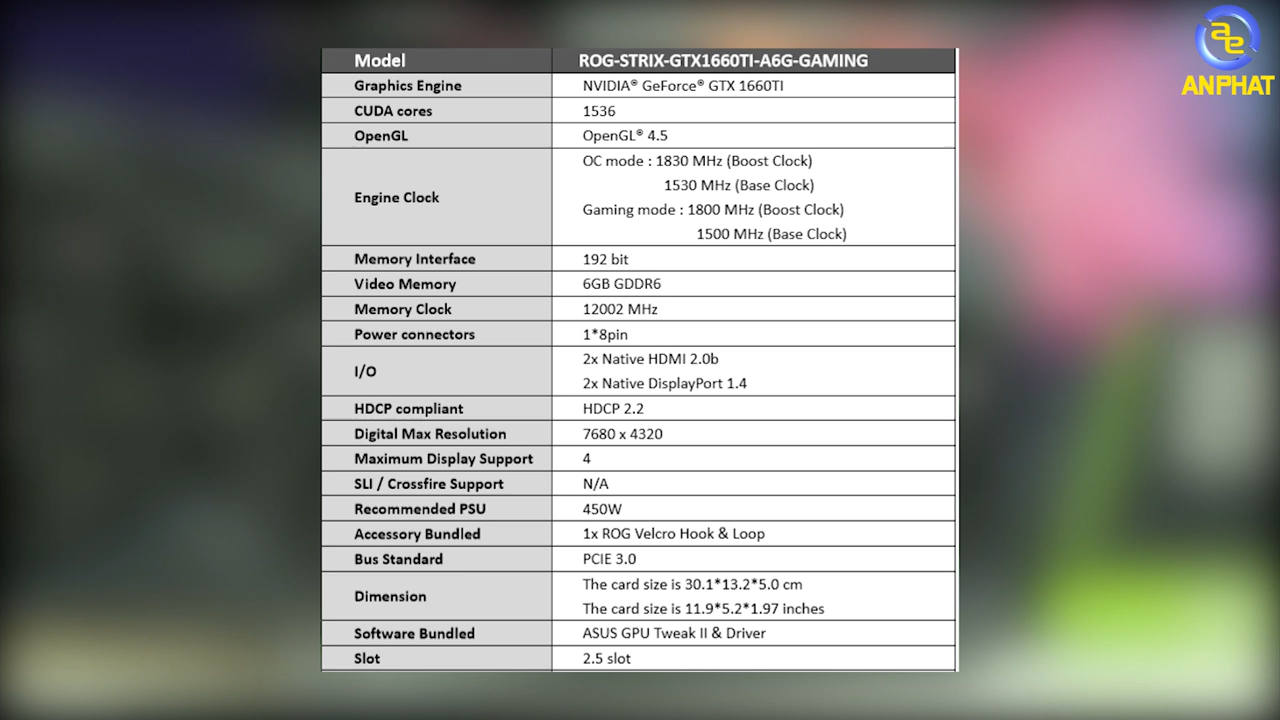 ae
ANPHAT
Model ROG-STRIX-GTX1660TI-A6G-GAMING
Graphics Engine NVIDIA® GeForce® GTX 1660TI
CUDA cores 1536
OpenGL OpenGL® 4.5
Engine Clock OC mode : 1830 MHz (Boost Clock)
1530 MHz (Base Clock)
Gaming mode : 1800 MHz (Boost Clock)
1500 MHz (Base Clock)
Memory Interface 192 bit
Video Memory 6GB GDDR6
Memory Clock 12002 MHz
Power connectors 1*8pin
I/O 2x Native HDMI 2.0b
2x Native DisplayPort 1.4
HDCP compliant HDCP 2.2
Digital Max Resolution 7680 x 4320
Maximum Display Support 4
SLI / Crossfire Support N/A
Recommended PSU 450W
Accessory Bundled 1x ROG Velcro Hook & Loop
Bus Standard PCIE 3.0
Dimension The card size is 30.1*13.2*5.0 cm
The card size is 11.9*5.2*1.97 inches
Software Bundled ASUS GPU Tweak II & Driver
Slot 2.5 slot